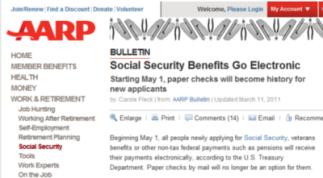 Join/Renew | Find a Discount | Donate | Volunteer
Welcome, Please Login
My Account
AARP
HOME
MEMBER BENEFITS
HEALTH
MONEY
WORK & RETIREMENT
Job Hunting
Working After Retirement
Self-Employment
Retirement Planning
Social Security
Tools
Work Experts
On the Job
BULLETIN
Social Security Benefits Go Electronic
Starting May 1, paper checks will become history for
new applicants
by: Carole Fleck | from: AARP Bulletin | Updated March 11, 2011
Enlarge
Print
Comments (14)
Email
Recomme
Beginning May 1, all people newly applying for Social Security, veterans
benefits or other non-tax federal payments such as pensions will receive
their payments electronically, according to the U.S. Treasury
Department. Paper checks by mail will no longer be an option for them.